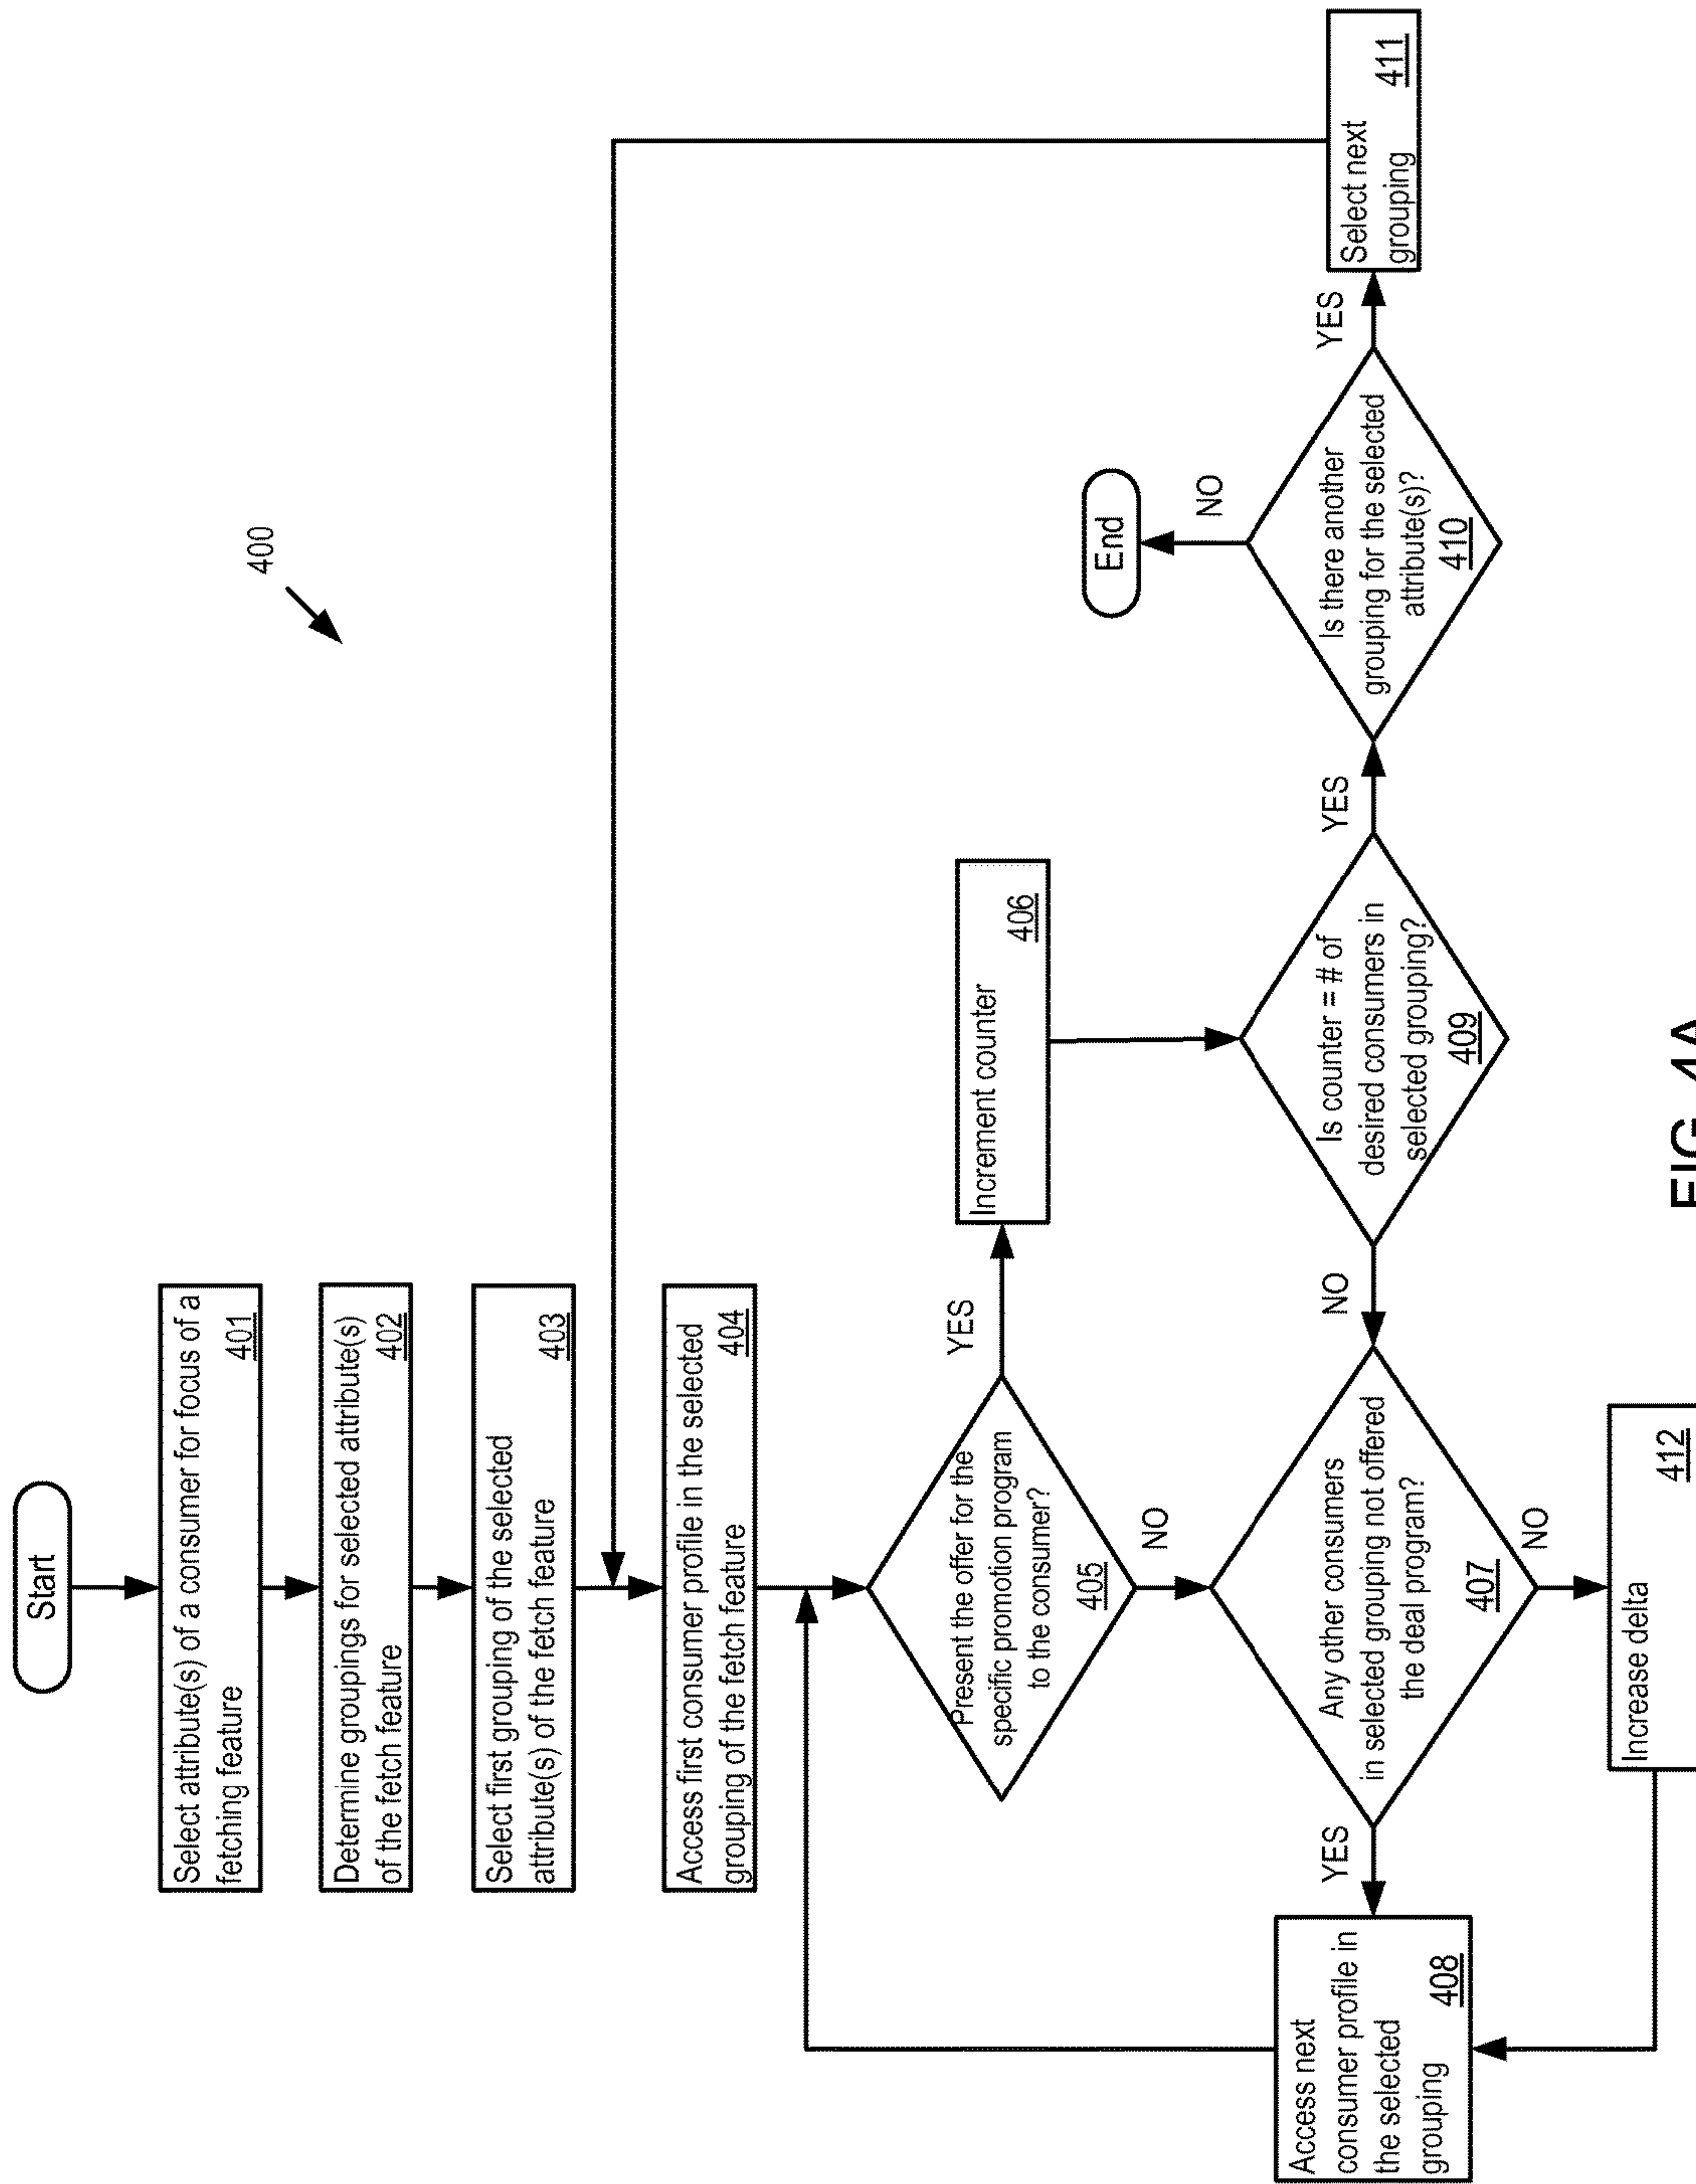 400
Start
Select attribute(s) of a consumer for focus of a
fetching feature
401
Determine groupings for selected attribute(s)
of the fetch feature
402
Select first grouping of the selected
attribute(s) of the fetch feature
403
Access first consumer profile in the selected
grouping of the fetch feature
404
Present the offer for the
specific promotion program
to the consumer?
405
YES
NO
Increment counter
406
Any other consumers
in selected grouping not offered
the deal program?
407
YES
NO
Access next
consumer profile in
the selected
grouping
408
Is counter = # of
desired consumers in
selected grouping?
409
NO
YES
Is there another
grouping for the selected
attribute(s)?
410
NO
YES
End
Select next
grouping
411
Increase delta
412
FIG. 4A